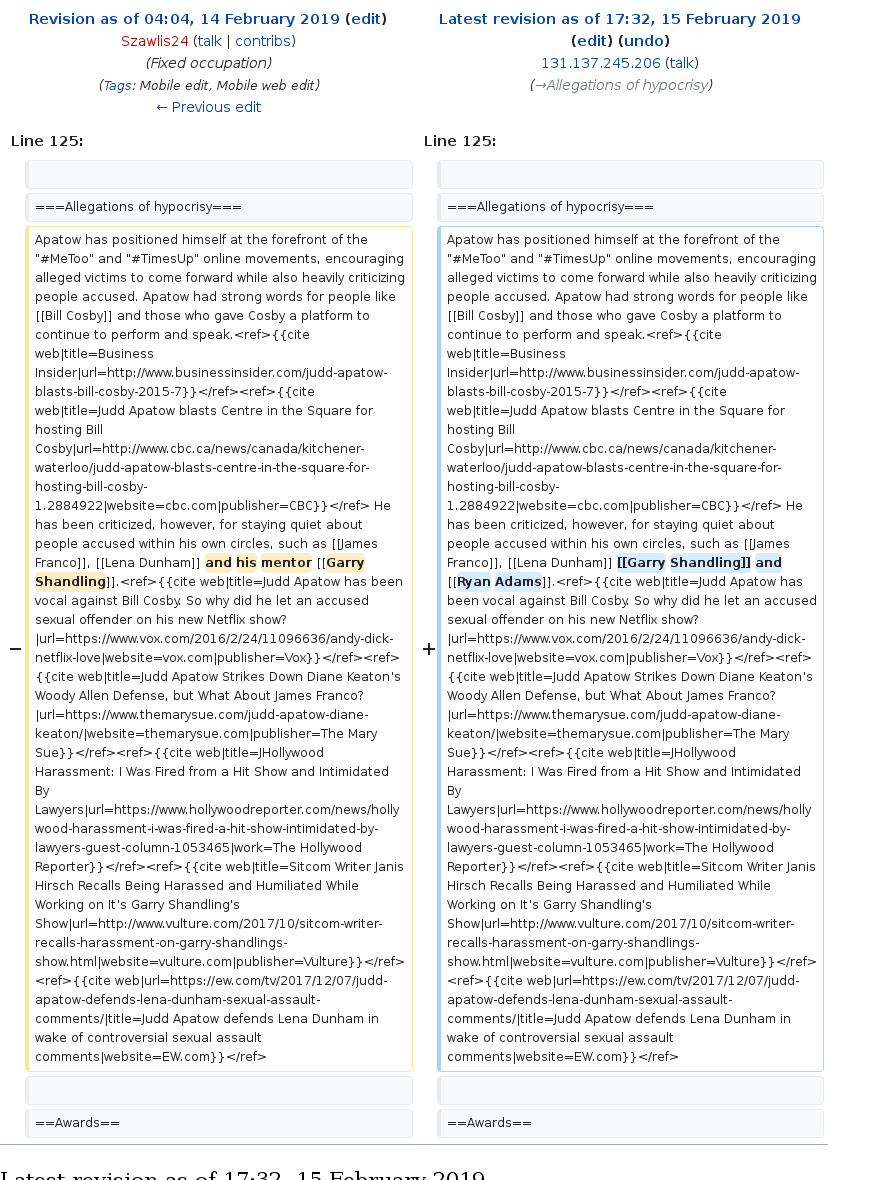 Revision as of 04:04, 14 February 2019 (edit)
Szawlis24 (talk | contribs)
(Fixed occupation)
(Tags: Mobile edit, Mobile web edit)
← Previous edit
Latest revision as of 17:32, 15 February 2019
(edit) (undo)
131.137.245.206 (talk)
(→Allegations of hypocrisy)
Line 125:
Line 125:
===Allegations of hypocrisy===
===Allegations of hypocrisy===
−
Apatow has positioned himself at the forefront of the
"#MeToo" and "#TimesUp" online movements, encouraging
alleged victims to come forward while also heavily criticizing
people accused. Apatow had strong words for people like
[[Bill Cosby]] and those who gave Cosby a platform to
continue to perform and speak.<ref>{{cite
web|title=Business
Insider|url=http://www.businessinsider.com/judd-apatow-
blasts-bill-cosby-2015-7}}</ref><ref>{{cite
web|title=Judd Apatow blasts Centre in the Square for
hosting Bill
Cosby|url=http://www.cbc.ca/news/canada/kitchener-
waterloo/judd-apatow-blasts-centre-in-the-square-for-
hosting-bill-cosby-
1.2884922|website=cbc.com|publisher=CBC}}</ref> He
has been criticized, however, for staying quiet about
people accused within his own circles, such as [[James
Franco]], [[Lena Dunham]] and his mentor [[Garry
Shandling]].<ref>{{cite web|title=Judd Apatow has been
vocal against Bill Cosby. So why did he let an accused
sexual offender on his new Netflix show?
|url=https://www.vox.com/2016/2/24/11096636/andy-dick-
netflix-love|website=vox.com|publisher=Vox}}</ref><ref>
{{cite web|title=Judd Apatow Strikes Down Diane Keaton's
Woody Allen Defense, but What About James Franco?
|url=https://www.themarysue.com/judd-apatow-diane-
keaton/|website=themarysue.com|publisher=The Mary
Sue}}</ref><ref>{{cite web|title=JHollywood
Harassment: I Was Fired from a Hit Show and Intimidated
By
Lawyers|url=https://www.hollywoodreporter.com/news/holly
wood-harassment-i-was-fired-a-hit-show-intimidated-by-
lawyers-guest-column-1053465|work=The Hollywood
Reporter}}</ref><ref>{{cite web|title=Sitcom Writer Janis
Hirsch Recalls Being Harassed and Humiliated While
Working on It's Garry Shandling's
Show|url=http://www.vulture.com/2017/10/sitcom-writer-
recalls-harassment-on-garry-shandlings-
show.html|website=vulture.com|publisher=Vulture}}</ref>
<ref>{{cite web|url=https://ew.com/tv/2017/12/07/judd-
apatow-defends-lena-dunham-sexual-assault-
comments/|title=Judd Apatow defends Lena Dunham in
wake of controversial sexual assault
comments|website=EW.com}}</ref>
+
Apatow has positioned himself at the forefront of the
"#MeToo" and "#TimesUp" online movements, encouraging
alleged victims to come forward while also heavily criticizing
people accused. Apatow had strong words for people like
[[Bill Cosby]] and those who gave Cosby a platform to
continue to perform and speak.<ref>{{cite
web|title=Business
Insider|url=http://www.businessinsider.com/judd-apatow-
blasts-bill-cosby-2015-7}}</ref><ref>{{cite
web|title=Judd Apatow blasts Centre in the Square for
hosting Bill
Cosby|url=http://www.cbc.ca/news/canada/kitchener-
waterloo/judd-apatow-blasts-centre-in-the-square-for-
hosting-bill-cosby-
1.2884922|website=cbc.com|publisher=CBC}}</ref> He
has been criticized, however, for staying quiet about
people accused within his own circles, such as [[James
Franco]], [[Lena Dunham]] [[Garry Shandling]] and
[[Ryan Adams]].<ref>{{cite web|title=Judd Apatow has
been vocal against Bill Cosby. So why did he let an accused
sexual offender on his new Netflix show?
|url=https://www.vox.com/2016/2/24/11096636/andy-dick-
netflix-love|website=vox.com|publisher=Vox}}</ref><ref>
{{cite web|title=Judd Apatow Strikes Down Diane Keaton's
Woody Allen Defense, but What About James Franco?
|url=https://www.themarysue.com/judd-apatow-diane-
keaton/|website=themarysue.com|publisher=The Mary
Sue}}</ref><ref>{{cite web|title=JHollywood
Harassment: I Was Fired from a Hit Show and Intimidated
By
Lawyers|url=https://www.hollywoodreporter.com/news/holly
wood-harassment-i-was-fired-a-hit-show-intimidated-by-
lawyers-guest-column-1053465|work=The Hollywood
Reporter}}</ref><ref>{{cite web|title=Sitcom Writer Janis
Hirsch Recalls Being Harassed and Humiliated While
Working on It's Garry Shandling's
Show|url=http://www.vulture.com/2017/10/sitcom-writer-
recalls-harassment-on-garry-shandlings-
show.html|website=vulture.com|publisher=Vulture}}</ref>
<ref>{{cite web|url=https://ew.com/tv/2017/12/07/judd-
apatow-defends-lena-dunham-sexual-assault-
comments/|title=Judd Apatow defends Lena Dunham in
wake of controversial sexual assault
comments|website=EW.com}}</ref>
==Awards==
==Awards==
Latest revision as of 17:32, 15 February 2019